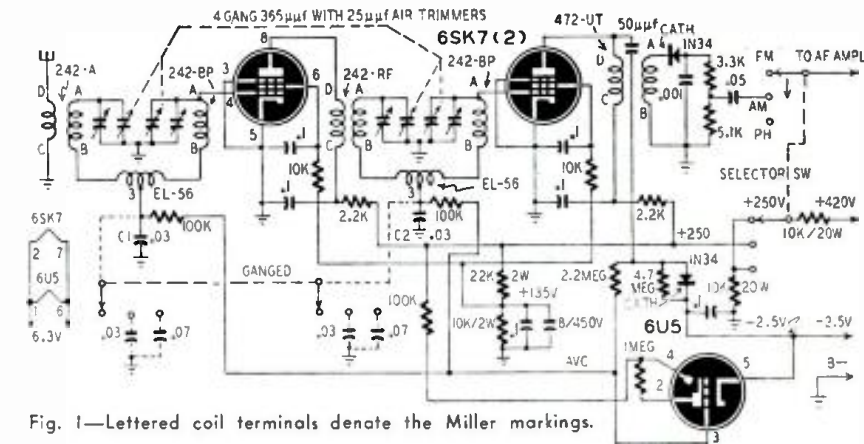 4 GANG 365µµf WITH 25µµf AIR TRIMMERS
6SK7(2)
472-UT
50µµf
CATH
1N34
242-A
242-BP
242-RF
242-BP
D
A
A
8
3
4
6
5
D
A
A
D
A
4
3.3K
.05
FM
AM
PH
TO AF AMPL
C
B
B
C
B
B
C
B
.001
5.1K
.1
10K
.1
.1
10K
.1
3
EL-56
3
EL-56
SELECTOR SW
100K
2.2K
100K
2.2K
+250V
+420V
10K/20W
C1
.03
C2
.03
+250
6SK7
2 7
6U5
1 6
6.3V
GANGED
22K
2W
+135V
2.2MEG
4.7
MEG
CATH
1N34
.1
10K
20W
100K
10K/2W
.1
8/450V
6U5
-2.5V
-2.5V
.03
.07
.03
.07
AVC
1MEG
4
2
5
3
B-
Fig. 1—Lettered coil terminals denate the Miller markings.